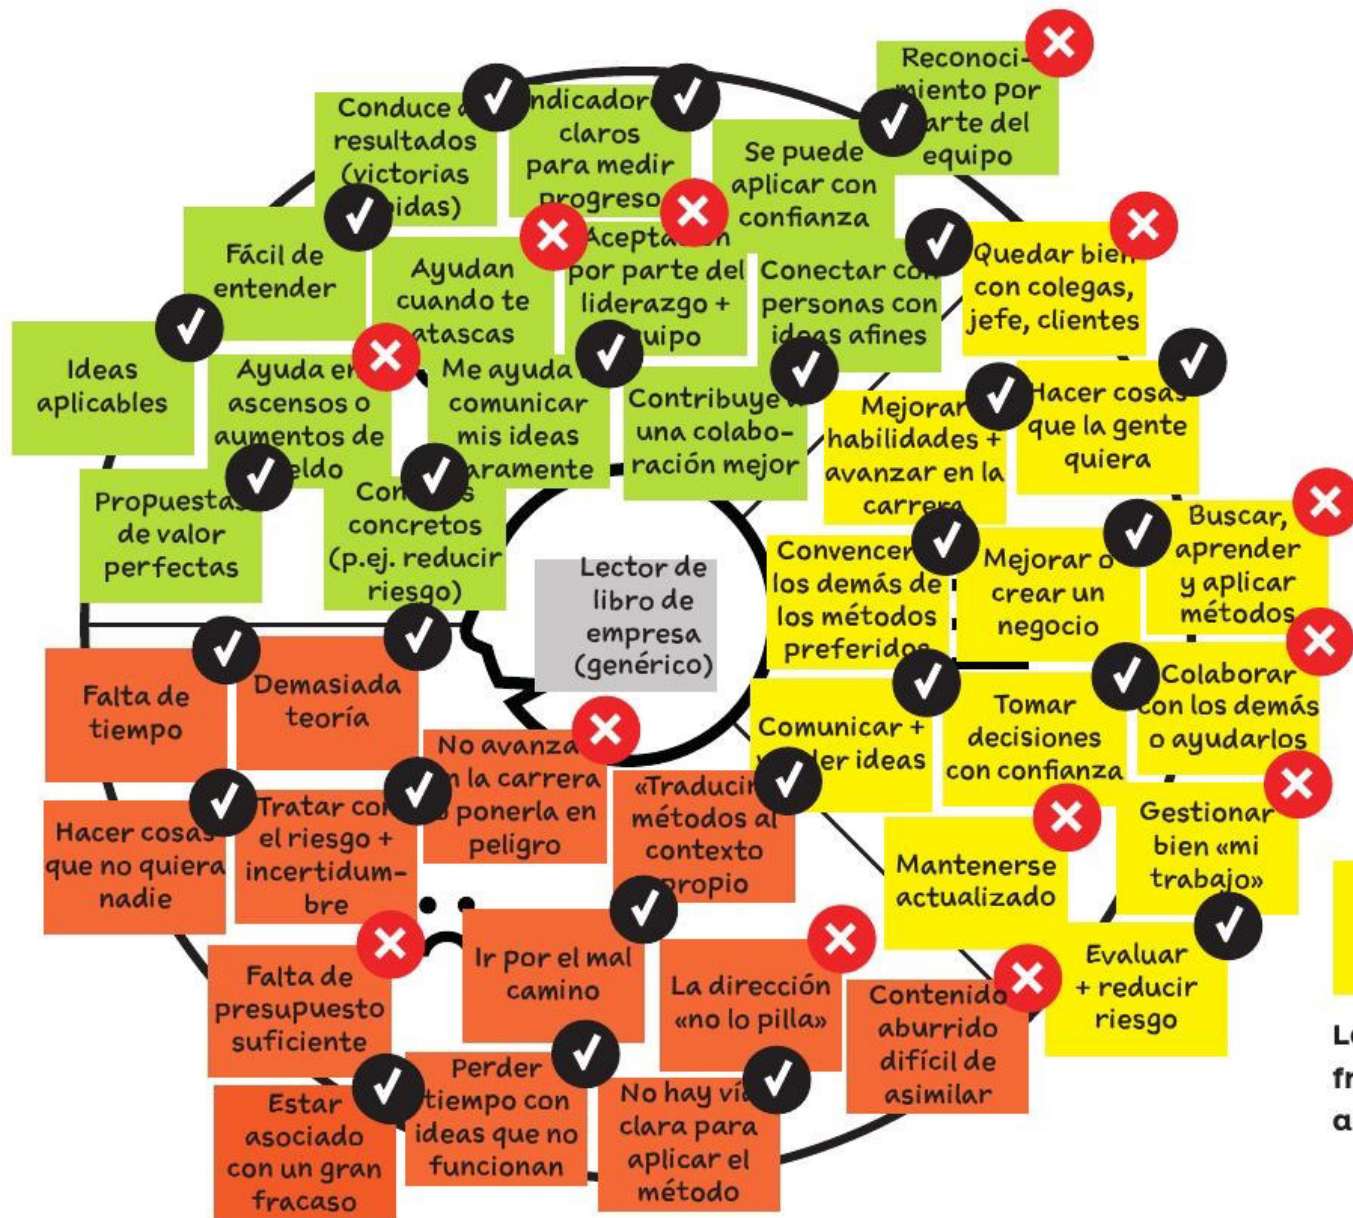 Reconoci-
miento por
parte del
equipo
Conduce a
resultados
(victorias
rápidas)
Indicadores
claros
para medir
progreso
Se puede
aplicar con
confianza
Fácil de
entender
Ayudan
cuando te
atascas
Aceptación
por parte del
liderazgo +
equipo
Conectar con
personas con
ideas afines
Ideas
aplicables
Ayuda en
ascensos o
aumentos de
sueldo
Me ayuda a
comunicar
mis ideas
claramente
Contribuye a
una colabo-
ración mejor
Propuestas
de valor
perfectas
concretos
(p.ej. reducir
riesgo)
Quedar bien
con colegas,
jefe, clientes
Mejorar
habilidades +
avanzar en la
carrera
Hacer cosas
que la gente
quiera
Convencer
los demás de
los métodos
preferidos
Mejorar o
crear un
negocio
Buscar,
aprender
y aplicar
métodos
Lector de
libro de
empresa
(genérico)
Comunicar +
vender ideas
Tomar
decisiones
con confianza
Colaborar
con los demás
o ayudarlos
Mantenerse
actualizado
Gestionar
bien «mi
trabajo»
Evaluar
+ reducir
riesgo
Falta de
tiempo
Demasiada
teoría
No avanzar
en la carrera
o ponerla en
peligro
«Traducir»
métodos al
contexto
propio
Hacer cosas
que no quiera
nadie
Tratar con
el riesgo +
incertidum-
bre
Falta de
presupuesto
suficiente
Ir por el mal
camino
La dirección
«no lo pilla»
Contenido
aburrido
difícil de
asimilar
Estar
asociado
con un gran
fracaso
Perder
tiempo con
ideas que no
funcionan
No hay vía
clara para
aplicar el
método